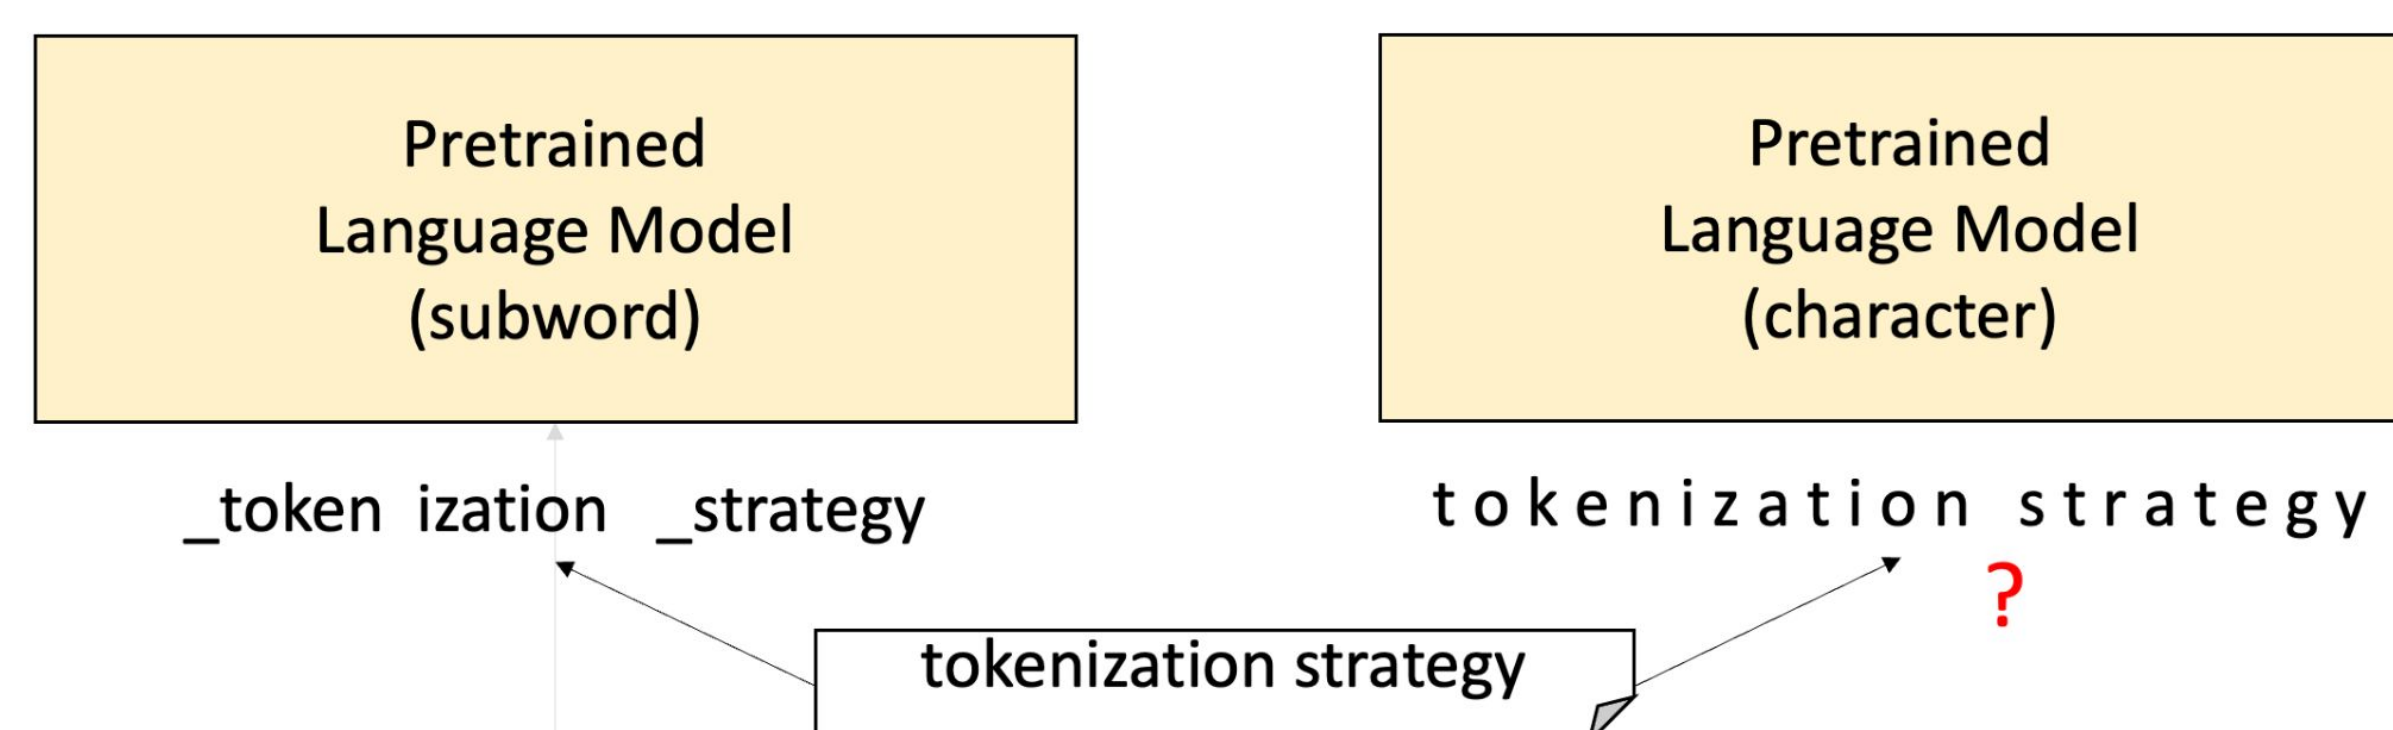 Pretrained
Language Model
(subword)
Pretrained
Language Model
(character)
_token ization _strategy
t o k e n i z a t i o n s t r a t e g y
?
tokenization strategy